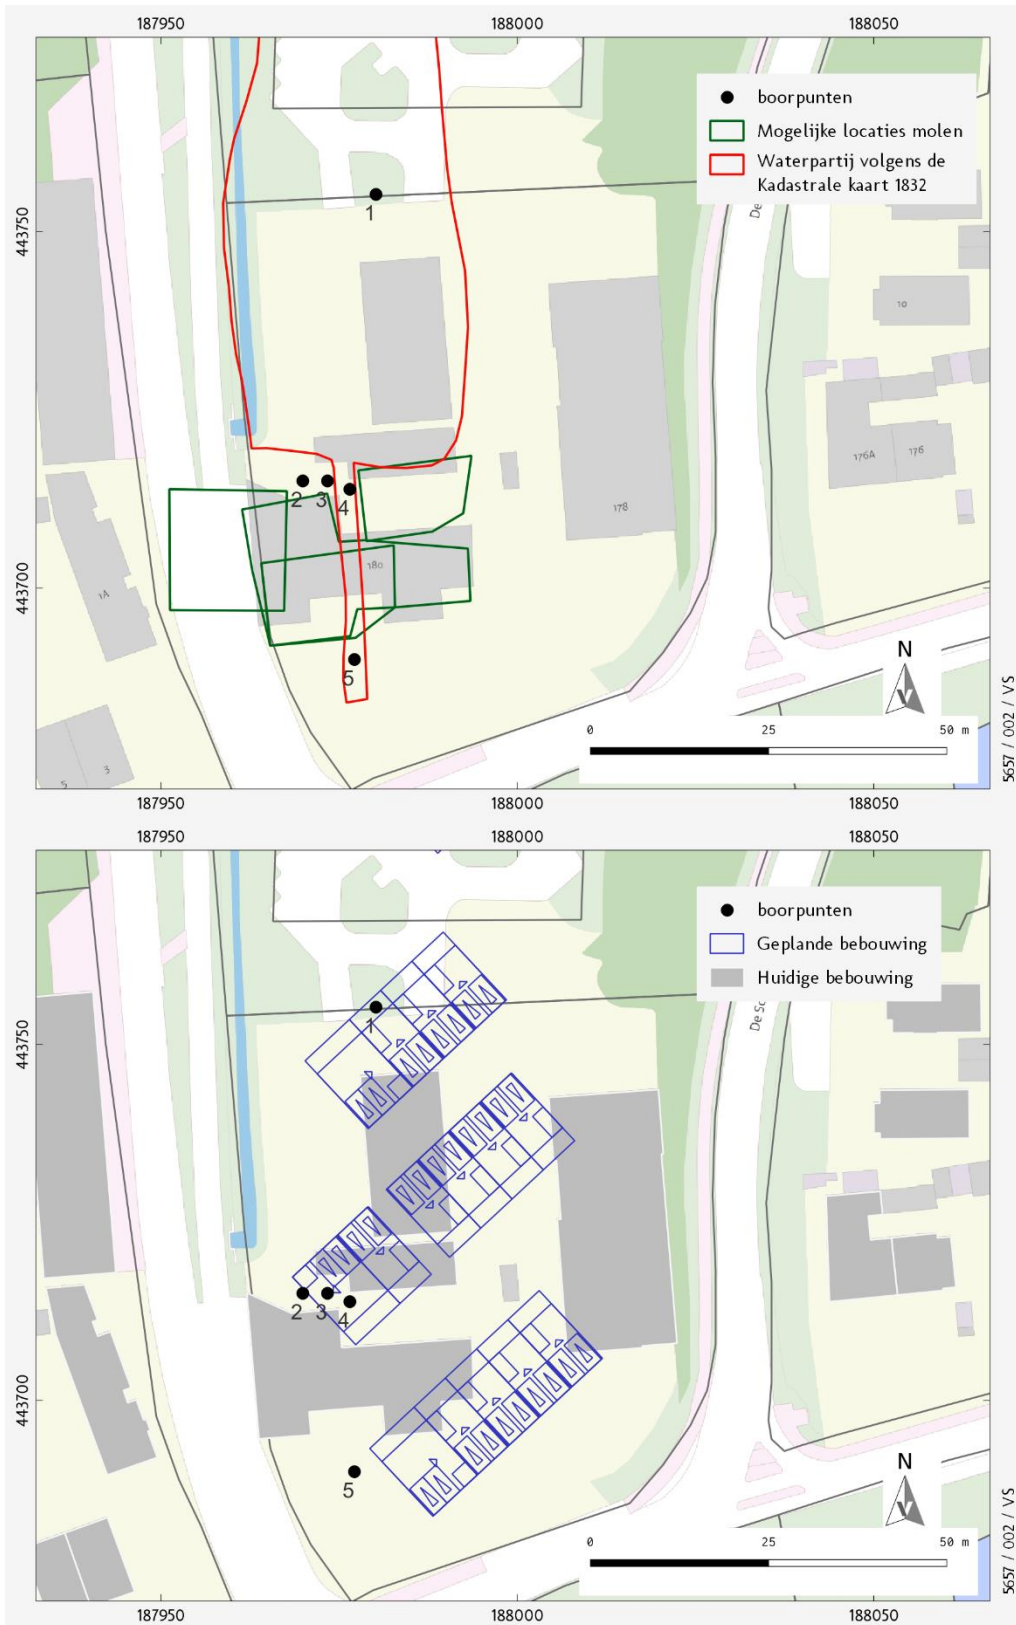 187950
188000
188050
443750
443700
boorpunten
Mogelijke locaties molen
Waterpartij volgens de
Kadastrale kaart 1832
De
1
10
176A
176
178
2
3
4
180
1A
5
5
3
N
0
25
50 m
5657 / 002 / VS
187950
188000
188050
187950
188000
188050
443750
443700
boorpunten
Geplande bebouwing
Huidige bebouwing
1
2
3
4
5
N
0
25
50 m
5657 / 002 / VS
187950
188000
188050